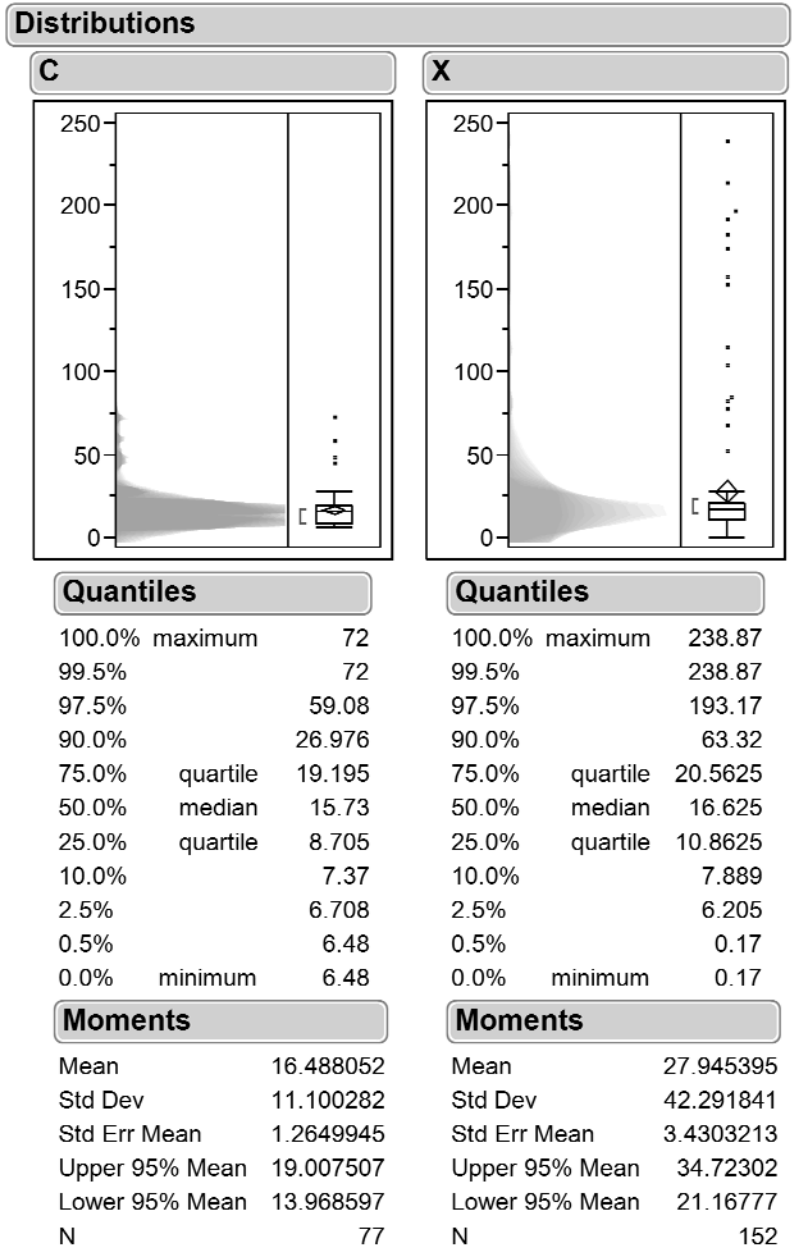 Distributions
C
250
200
150
100
50
0
Quantiles
100.0% maximum 72
99.5% 72
97.5% 59.08
90.0% 26.976
75.0% quartile 19.195
50.0% median 15.73
25.0% quartile 8.705
10.0% 7.37
2.5% 6.708
0.5% 6.48
0.0% minimum 6.48
Moments
Mean 16.488052
Std Dev 11.100282
Std Err Mean 1.2649945
Upper 95% Mean 19.007507
Lower 95% Mean 13.968597
N 77
X
250
200
150
100
50
0
Quantiles
100.0% maximum 238.87
99.5% 238.87
97.5% 193.17
90.0% 63.32
75.0% quartile 20.5625
50.0% median 16.625
25.0% quartile 10.8625
10.0% 7.889
2.5% 6.205
0.5% 0.17
0.0% minimum 0.17
Moments
Mean 27.945395
Std Dev 42.291841
Std Err Mean 3.4303213
Upper 95% Mean 34.72302
Lower 95% Mean 21.16777
N 152